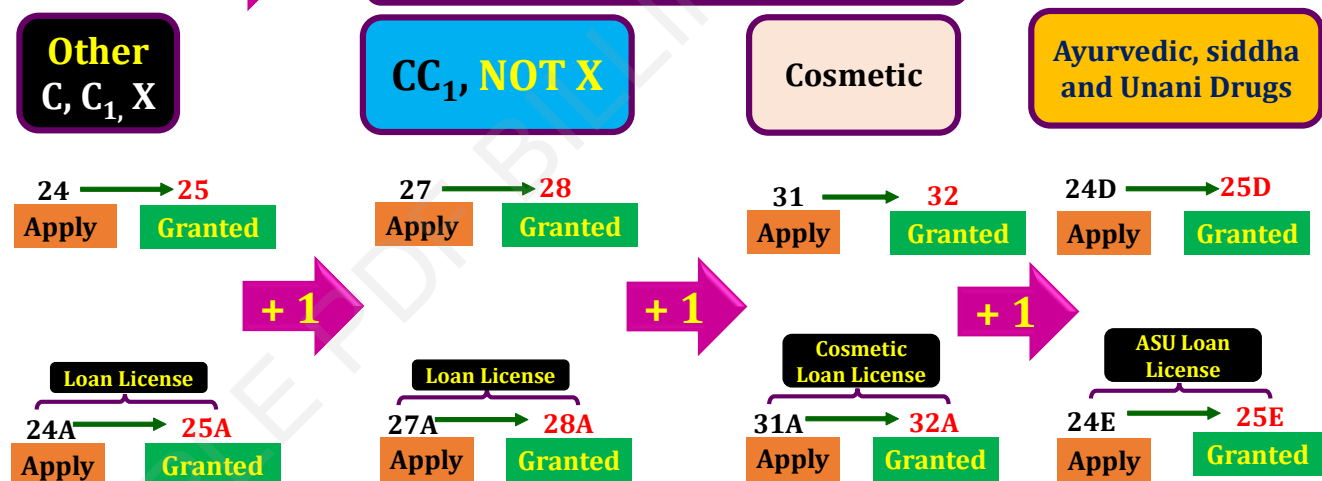 Other
C, C1, X
CC1, NOT X
Cosmetic
Ayurvedic, siddha
and Unani Drugs
24 25
Apply Granted
27 28
Apply Granted
31 32
Apply Granted
24D 25D
Apply Granted
+ 1
+ 1
+ 1
Loan License
24A 25A
Apply Granted
Loan License
27A 28A
Apply Granted
Cosmetic
Loan License
31A 32A
Apply Granted
ASU Loan
License
24E 25E
Apply Granted